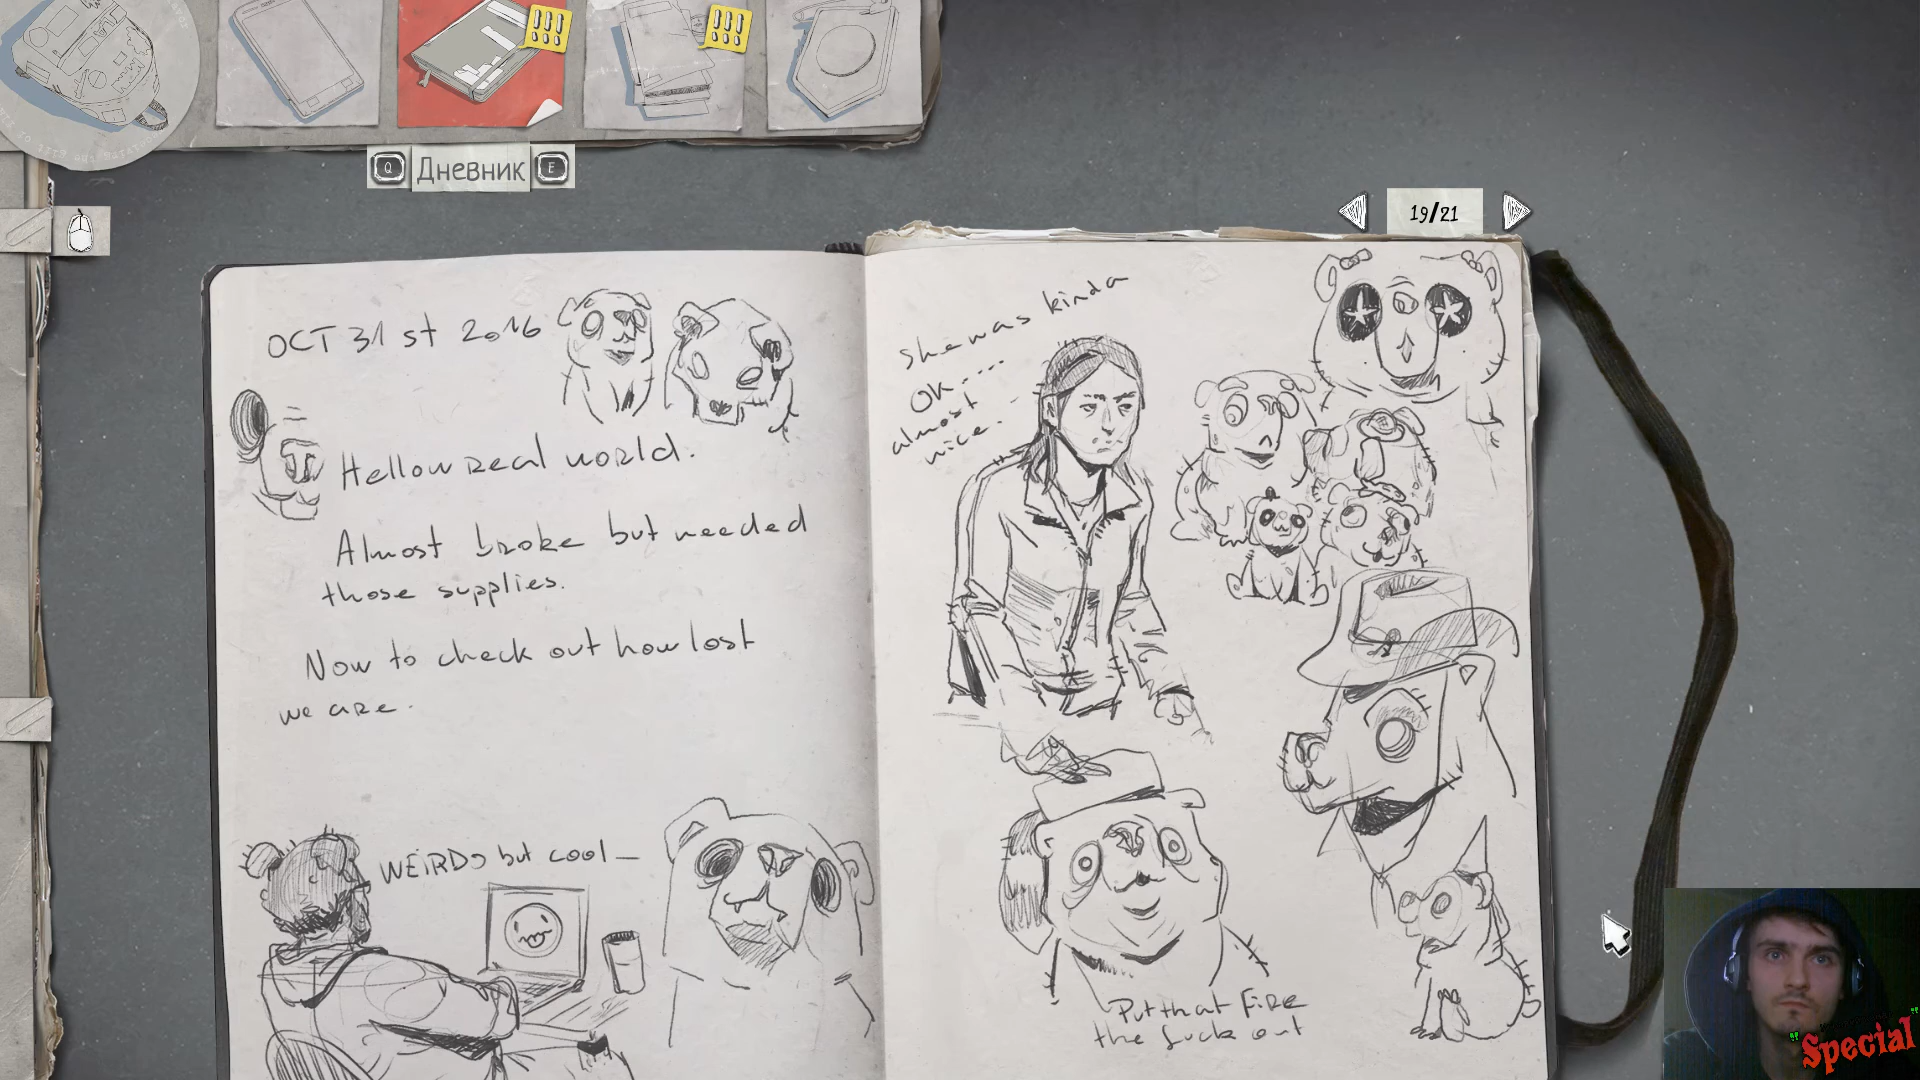 Q Дневник E
19/21
OCT 31 st 2016
Hellow real world.
Almost broke but needed
those supplies.
Now to check out how lost
we are.
WEiRDo but cool
She was kinda
OK....
almost
nice.
Put that Fire
the fuck out
"Special"